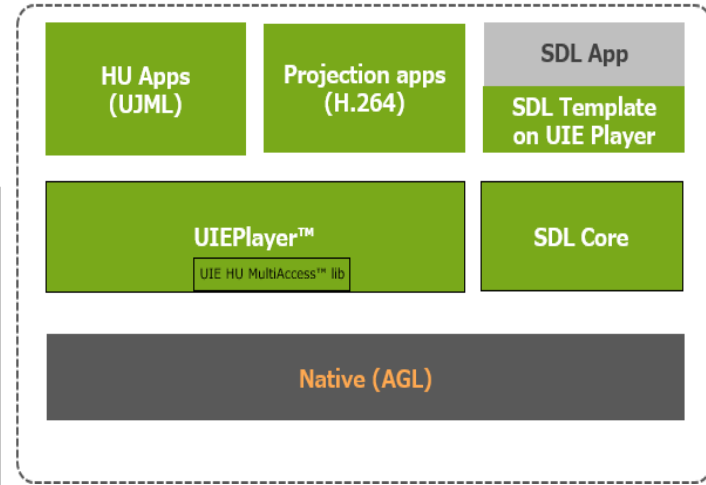 HU Apps
(UJML)
Projection apps
(H.264)
SDL App
SDL Template
on UIE Player
UIEPlayer™
UIE HU MultiAccess™ lib
SDL Core
Native (AGL)